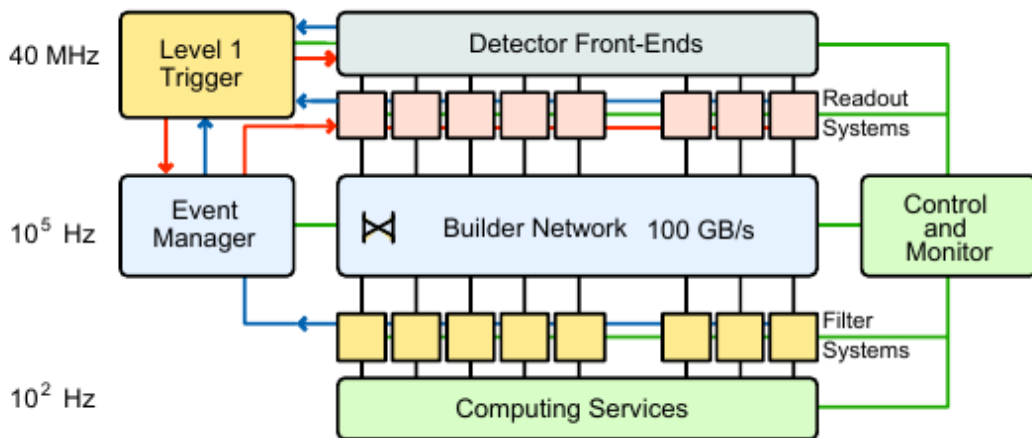 40 MHz
Level 1
Trigger
Detector Front-Ends
Readout
Systems
10⁵ Hz
Event
Manager
Builder Network 100 GB/s
Control
and
Monitor
Filter
Systems
10² Hz
Computing Services